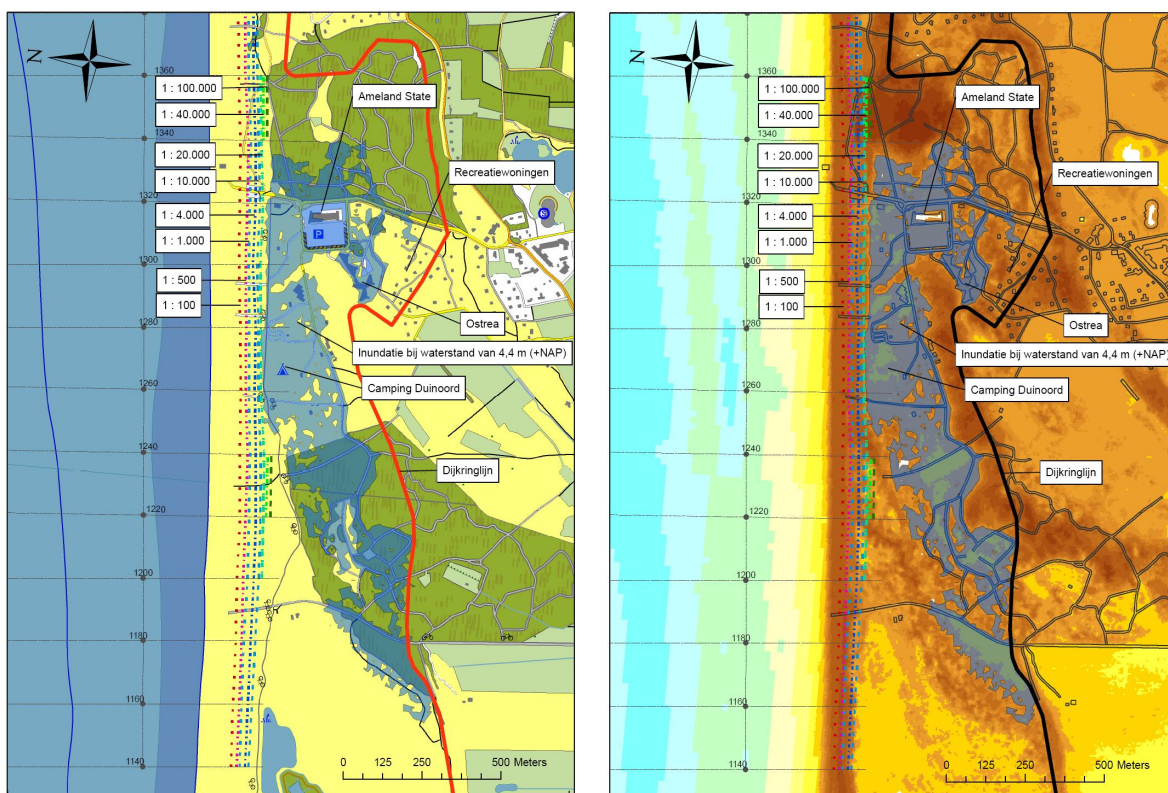 N
1360
1 : 100.000
Ameland State
1 : 40.000
1340
1 : 20.000
Recreatiewoningen
1 : 10.000
1320
1 : 4.000
P
1 : 1.000
1300
1 : 500
1 : 100
1280
Ostrea
Inundatie bij waterstand van 4,4 m (+NAP)
1260
Camping Duinoord
1240
Dijkringlijn
1220
1200
1180
1160
1140
0 125 250 500 Meters
N
1360
1 : 100.000
Ameland State
1 : 40.000
1340
1 : 20.000
Recreatiewoningen
1 : 10.000
1320
1 : 4.000
1 : 1.000
1300
1 : 500
1 : 100
1280
Ostrea
Inundatie bij waterstand van 4,4 m (+NAP)
1260
Camping Duinoord
1240
Dijkringlijn
1220
1200
1180
1160
1140
0 125 250 500 Meters